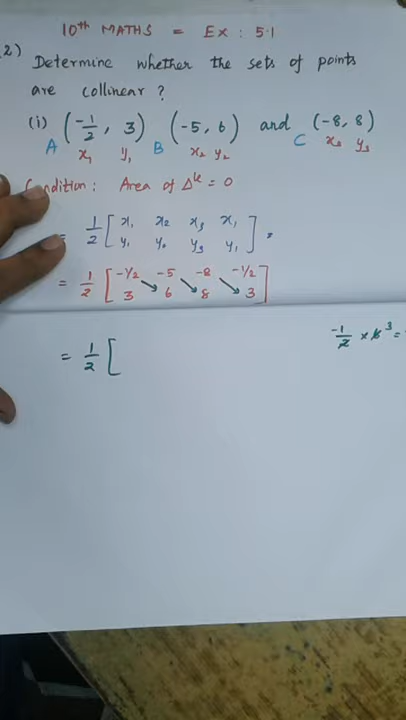 10th MATHS = Ex : 5.1
2) Determine whether the sets of points
are collinear ?
(i) (-1/2, 3) (-5, 6) and (-8, 8)
A x₁ y₁ B x₂ y₂ C x₃ y₃
Condition: Area of Δle = 0
= 1/2 [ x₁ x₂ x₃ x₁
y₁ y₂ y₃ y₁ ]
= 1/2 [ -1/2 -5 -8 -1/2
3 6 8 3 ]
= 1/2 [
-1/2 × 6 3 =